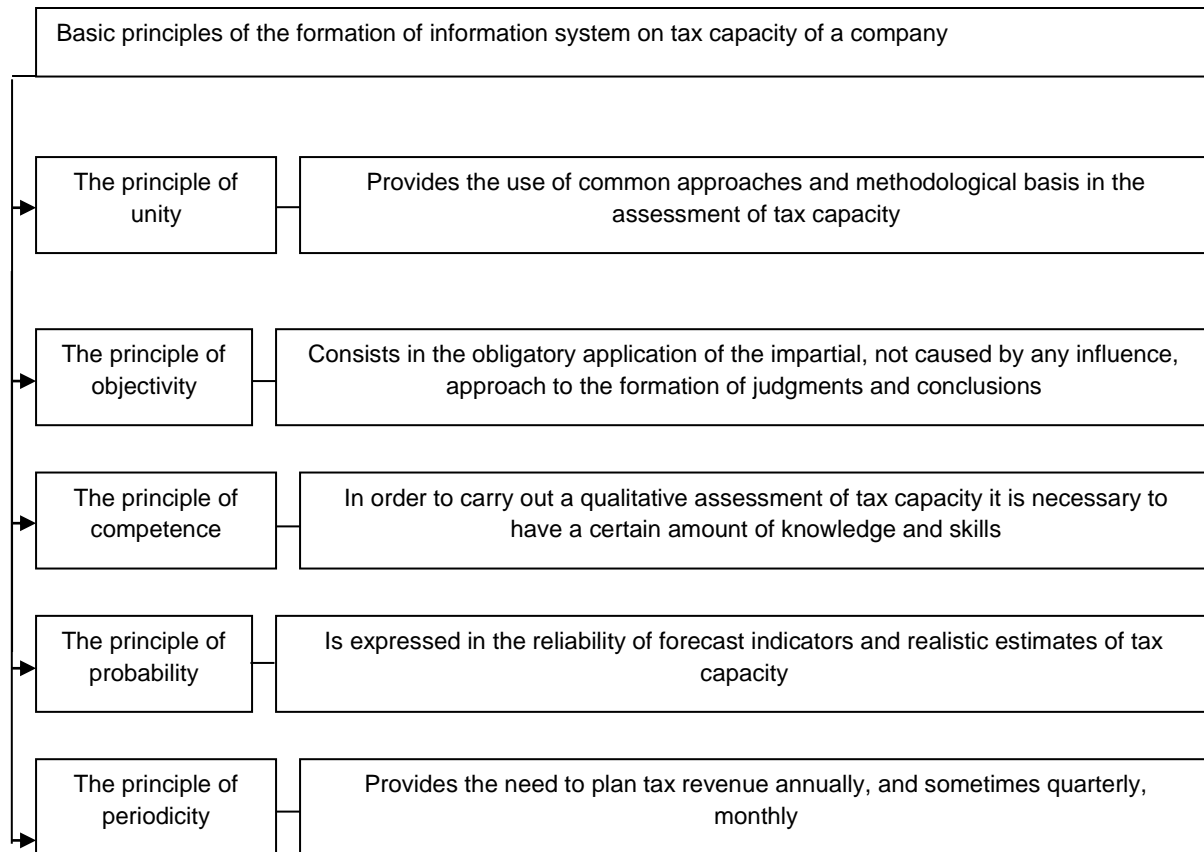 Basic principles of the formation of information system on tax capacity of a company
The principle of
unity
Provides the use of common approaches and methodological basis in the
assessment of tax capacity
The principle of
objectivity
Consists in the obligatory application of the impartial, not caused by any influence,
approach to the formation of judgments and conclusions
The principle of
competence
In order to carry out a qualitative assessment of tax capacity it is necessary to
have a certain amount of knowledge and skills
The principle of
probability
Is expressed in the reliability of forecast indicators and realistic estimates of tax
capacity
The principle of
periodicity
Provides the need to plan tax revenue annually, and sometimes quarterly,
monthly